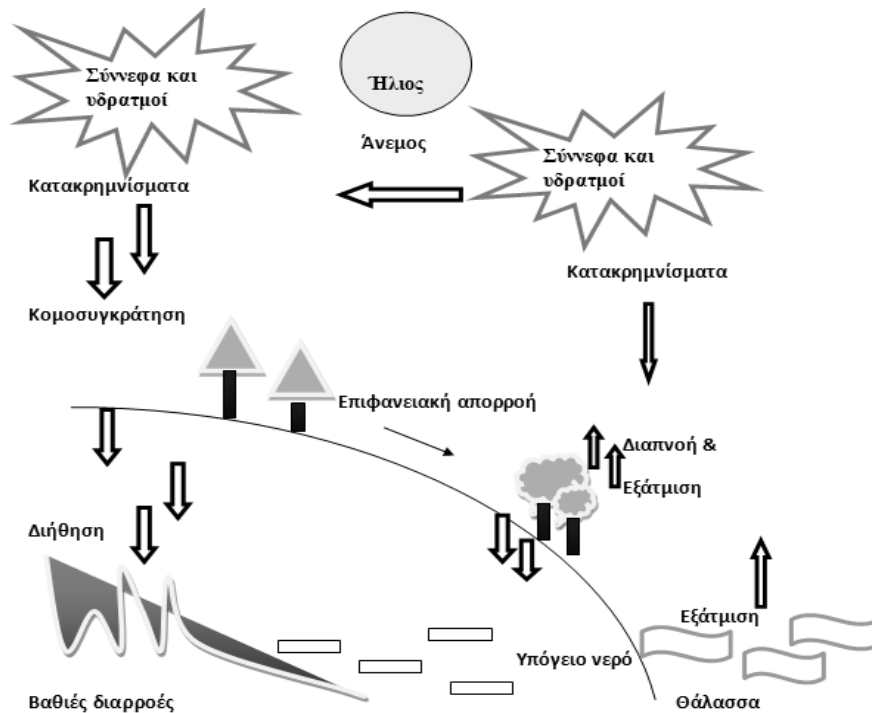 Σύννεφα και
υδρατμοί
Ήλιος
Άνεμος
Σύννεφα και
υδρατμοί
Κατακρημνίσματα
Κατακρημνίσματα
Κομοσυγκράτηση
Επιφανειακή απορροή
Διαπνοή &
Εξάτμιση
Διήθηση
Εξάτμιση
Υπόγειο νερό
Βαθιές διαρροές
Θάλασσα